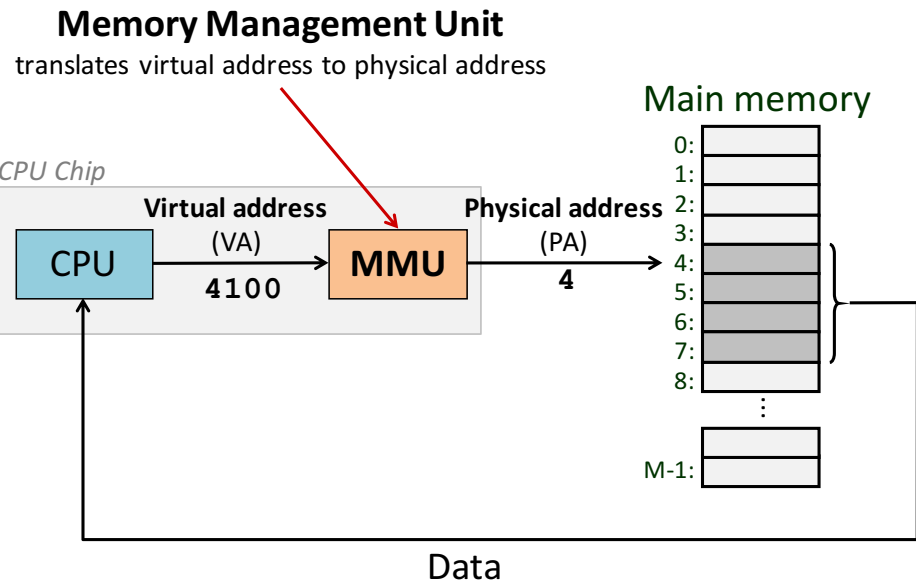 Memory Management Unit
translates virtual address to physical address
Main memory
CPU Chip
0:
1:
2:
3:
4:
5:
6:
7:
8:
⋮
M-1:
Virtual address
(VA)
4100
Physical address
(PA)
4
CPU
MMU
Data